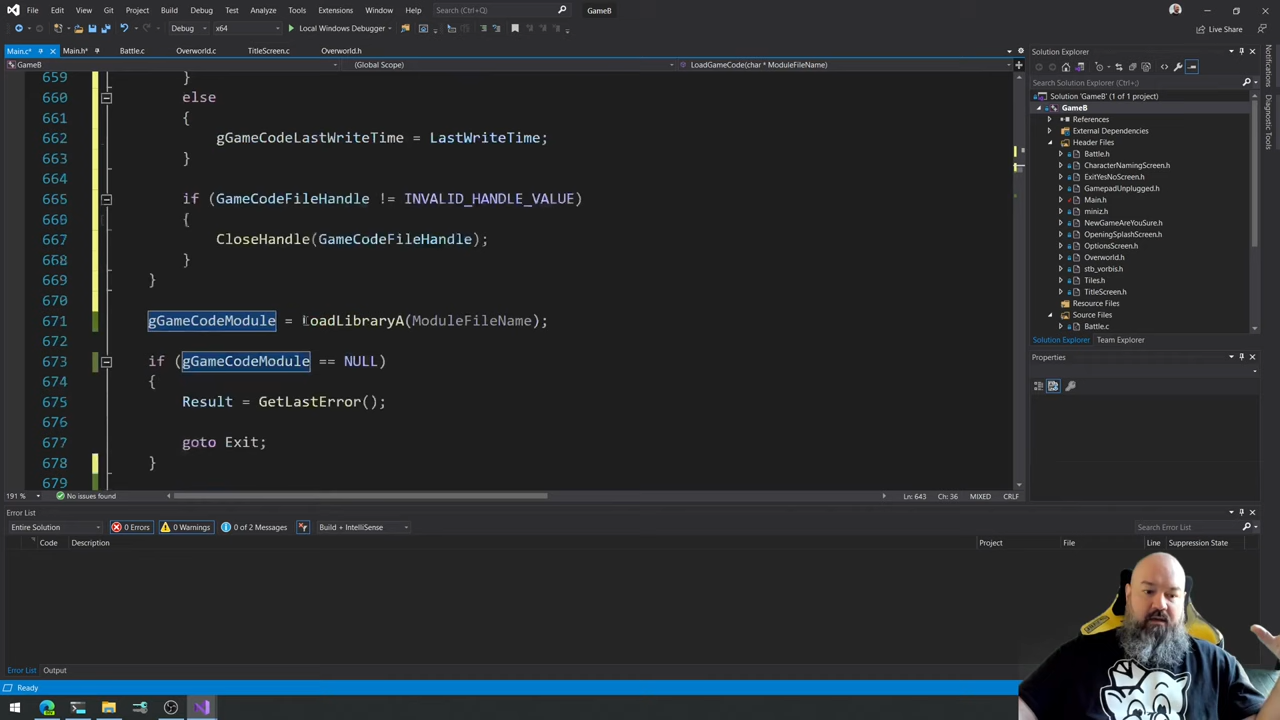 File Edit View Git Project Build Debug Test Analyze Tools Extensions Window Help Search (Ctrl+Q) GameB
Debug x64 Local Windows Debugger Live Share
Main.c* Main.h* Battle.c Overworld.c TitleScreen.c Overworld.h
GameB (Global Scope) LoadGameCode(char * ModuleFileName)
659 }
660 else
661 {
662 gGameCodeLastWriteTime = LastWriteTime;
663 }
664
665 if (GameCodeFileHandle != INVALID_HANDLE_VALUE)
666 {
667 CloseHandle(GameCodeFileHandle);
668 }
669 }
670
671 gGameCodeModule = LoadLibraryA(ModuleFileName);
672
673 if (gGameCodeModule == NULL)
674 {
675 Result = GetLastError();
676
677 goto Exit;
678 }
679
191 % No issues found Ln: 643 Ch: 36 MIXED CRLF
Solution Explorer
Search Solution Explorer (Ctrl+;)
Solution 'GameB' (1 of 1 project)
GameB
References
External Dependencies
Header Files
Battle.h
CharacterNamingScreen.h
ExitYesNoScreen.h
GamepadUnplugged.h
Main.h
miniz.h
NewGameAreYouSure.h
OpeningSplashScreen.h
OptionsScreen.h
Overworld.h
stb_vorbis.h
Tiles.h
TitleScreen.h
Resource Files
Source Files
Battle.c
Solution Explorer Team Explorer
Properties
Notifications
Diagnostic Tools
Error List
Entire Solution 0 Errors 0 Warnings 0 of 2 Messages Build + IntelliSense Search Error List
Code Description Project File Line Suppression State
Error List Output
Ready